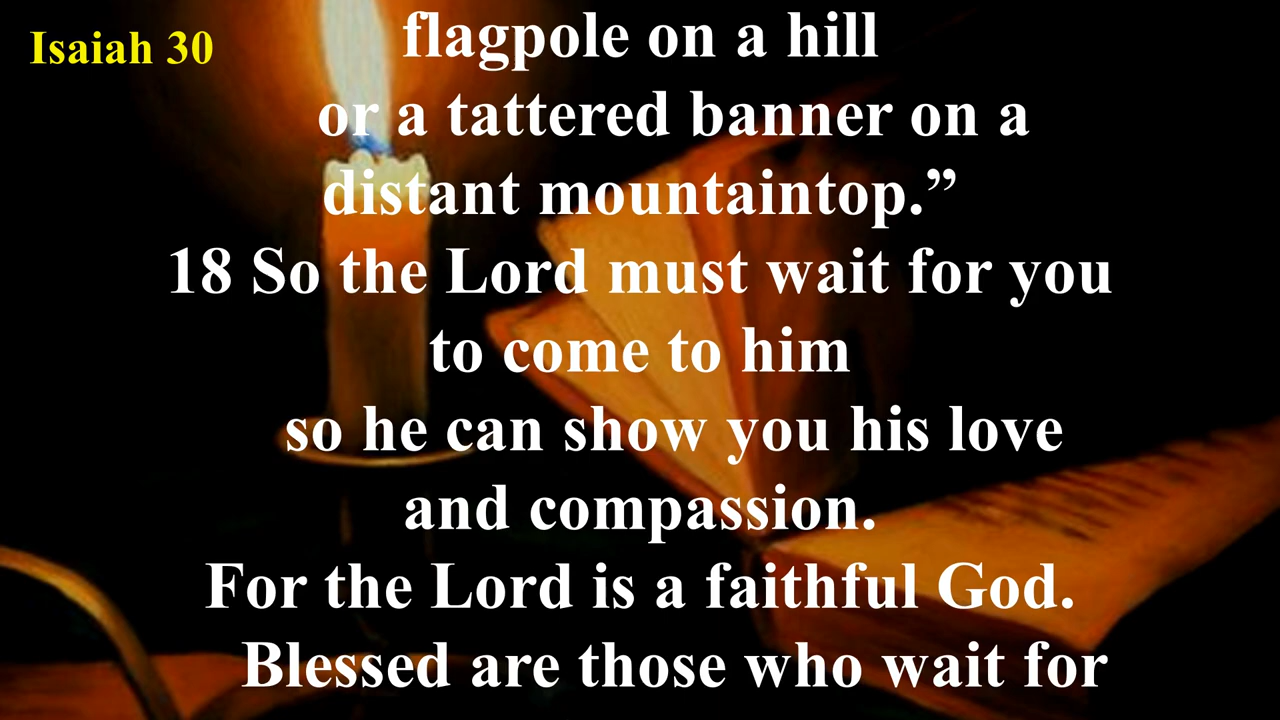 Isaiah 30
flagpole on a hill
or a tattered banner on a
distant mountaintop.”
18 So the Lord must wait for you
to come to him
so he can show you his love
and compassion.
For the Lord is a faithful God.
Blessed are those who wait for